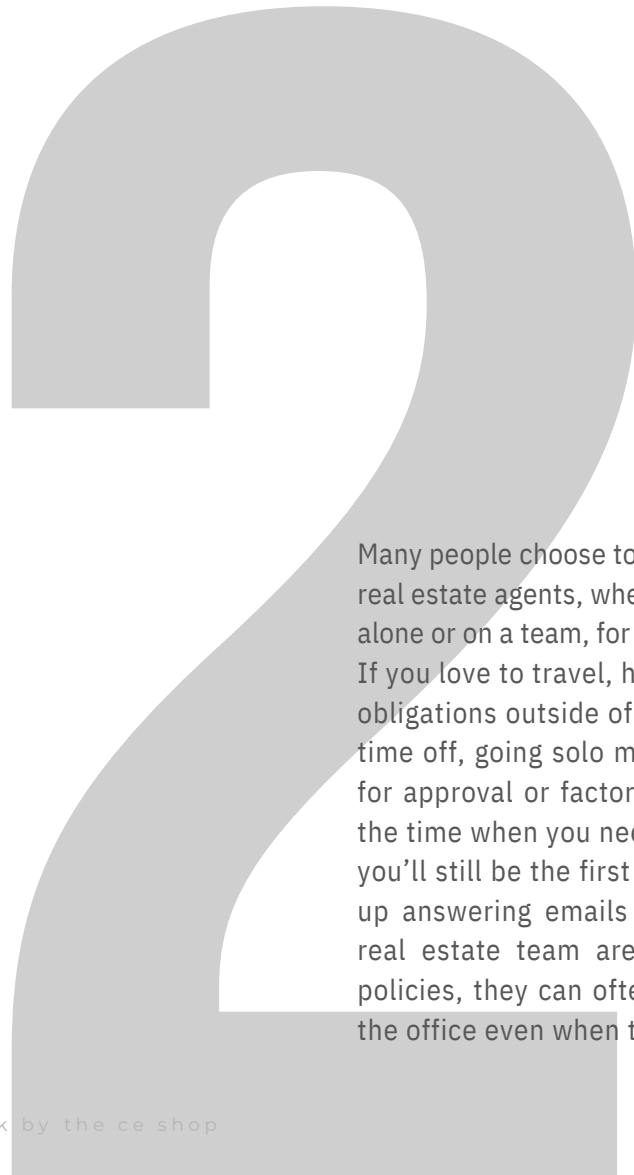 2
Many people choose to
real estate agents, whe
alone or on a team, for
If you love to travel, h
obligations outside of
time off, going solo m
for approval or factor
the time when you nee
you’ll still be the first
up answering emails
real estate team are
policies, they can ofte
the office even when t
k by the ce shop